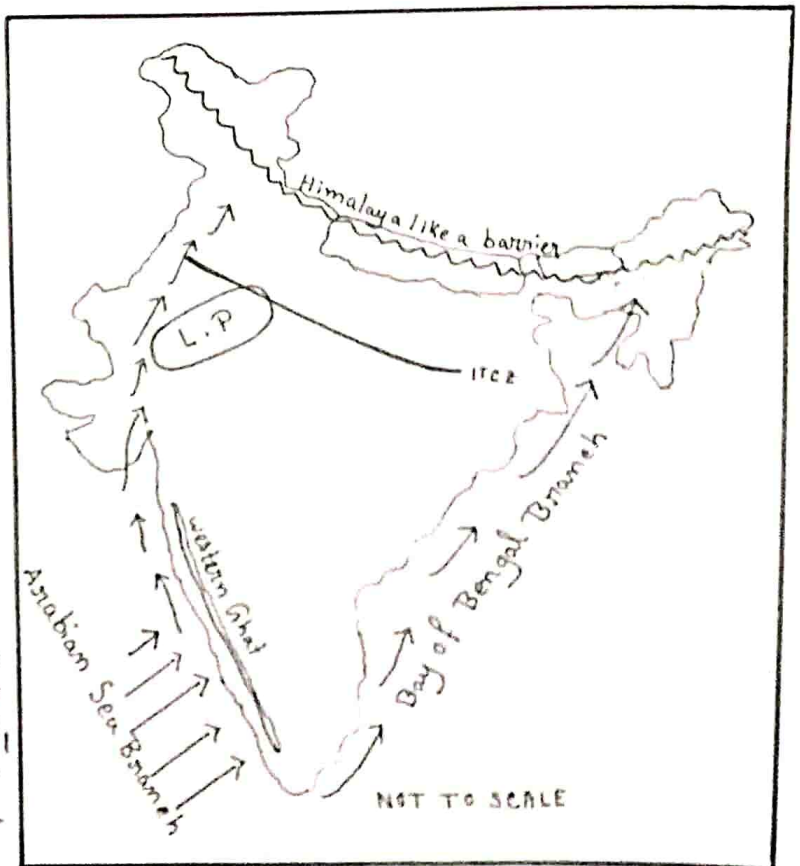 Himalaya like a barrier
L.P
ITCZ
Western Ghat
Arabian Sea Branch
Bay of Bengal Branch
NOT TO SCALE